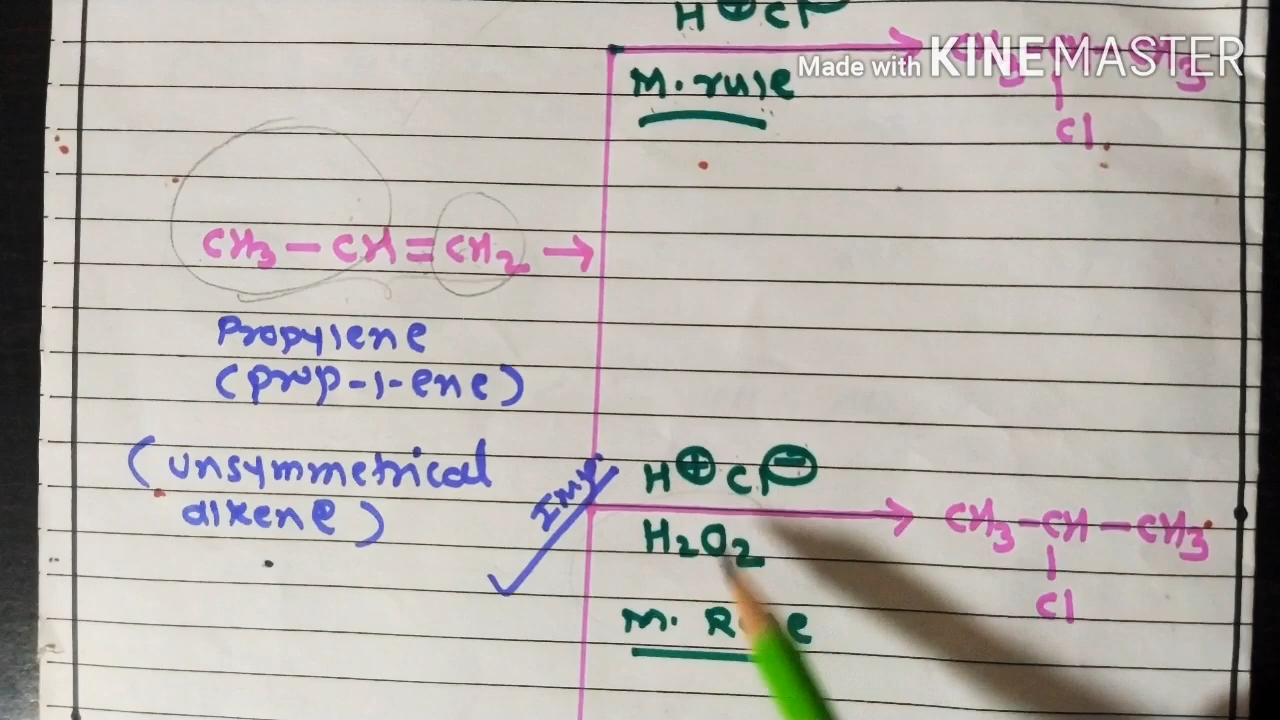 H⊕Cl⊖
Made with KINEMASTER
M. rule
Cl
CH3 — CH = CH2 →
Propylene
(prop-1-ene)
(unsymmetrical
alkene)
Imp.
H⊕Cl⊖
H2O2
CH3 — CH — CH3
Cl
M.